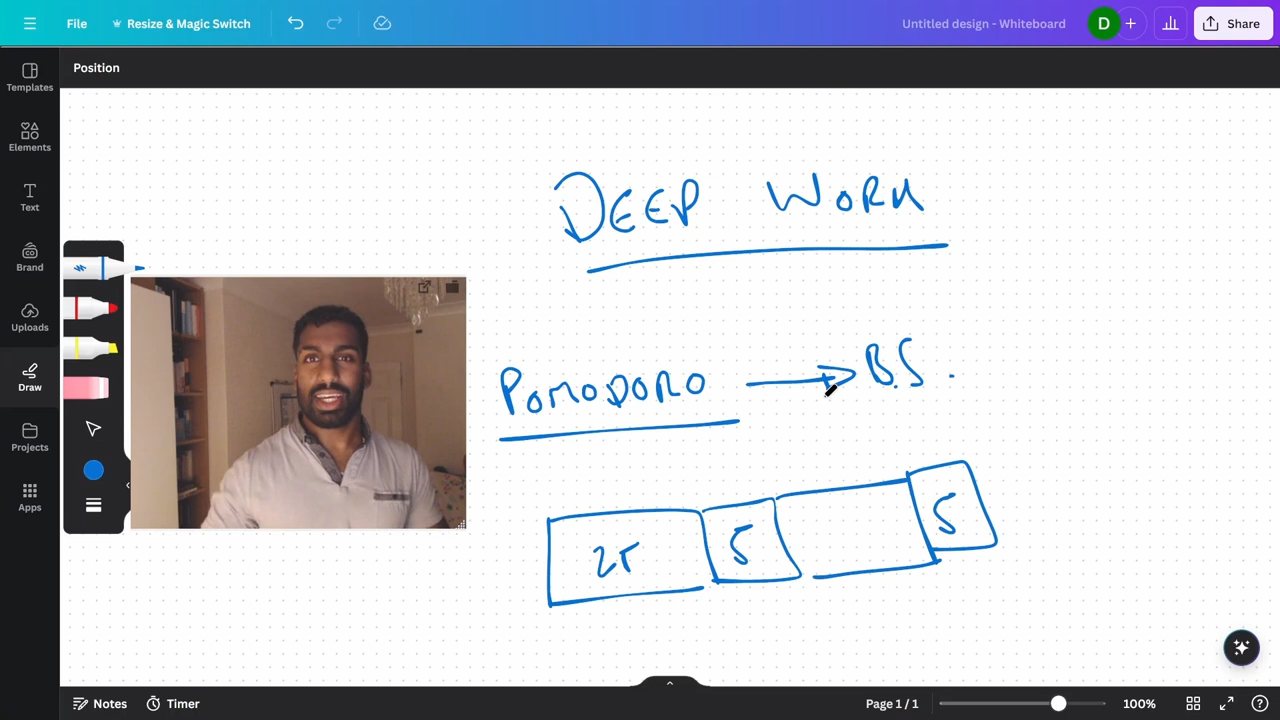 File
Resize & Magic Switch
Untitled design - Whiteboard
D
Share
Position
Templates
Elements
Text
Brand
Uploads
Draw
Projects
Apps
DEEP WORK
POMODORO
B.S.
25
5
5
Notes
Timer
Page 1 / 1
100%